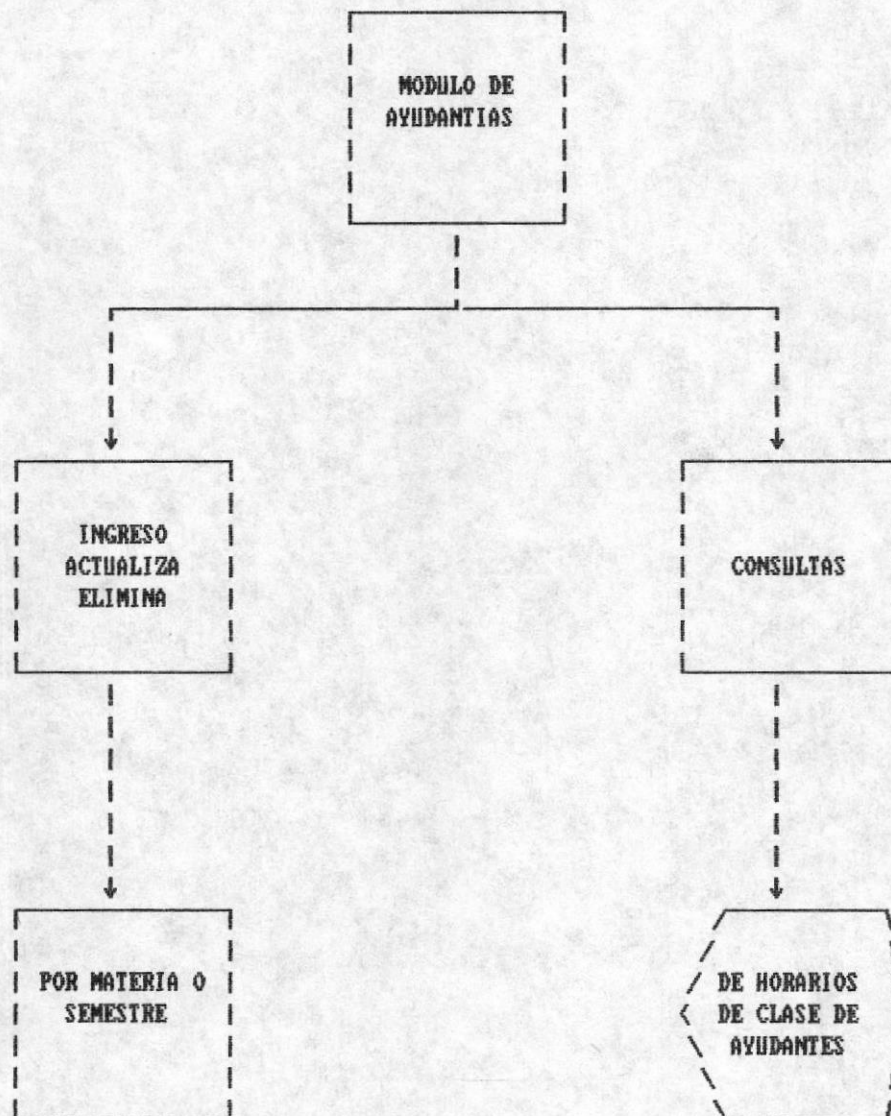 MODULO DE
AYUDANTIAS
INGRESO
ACTUALIZA
ELIMINA
CONSULTAS
POR MATERIA O
SEMESTRE
DE HORARIOS
DE CLASE DE
AYUDANTES